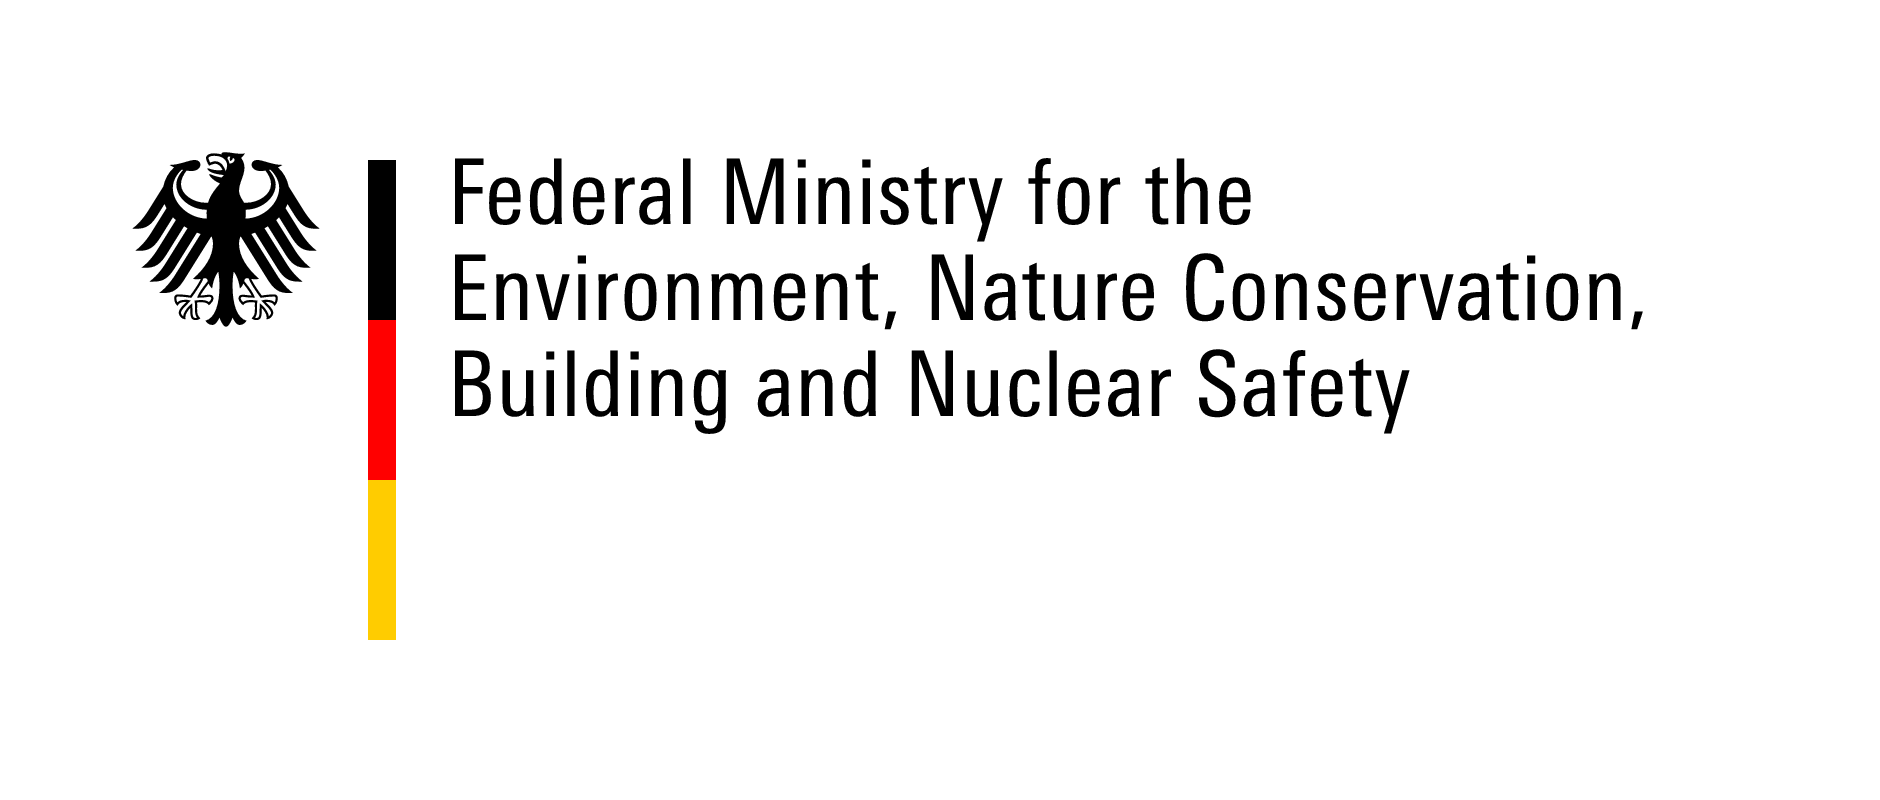 Federal Ministry for the
Environment, Nature Conservation,
Building and Nuclear Safety